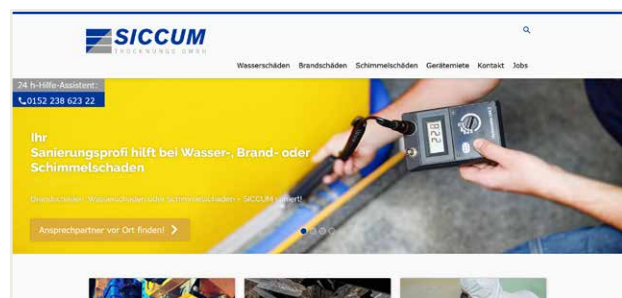 SICCUM
TROCKNUNGS GMBH
Wasserschäden Brandschäden Schimmelschäden Gerätemiete Kontakt Jobs
24 h-Hilfe-Assistent:
0152 238 623 22
Ihr
Sanierungsprofi hilft bei Wasser-, Brand- oder
Schimmelschaden
Brandschaden, Wasserschaden oder Schimmelschaden - SICCUM saniert!
Ansprechpartner vor Ort finden!